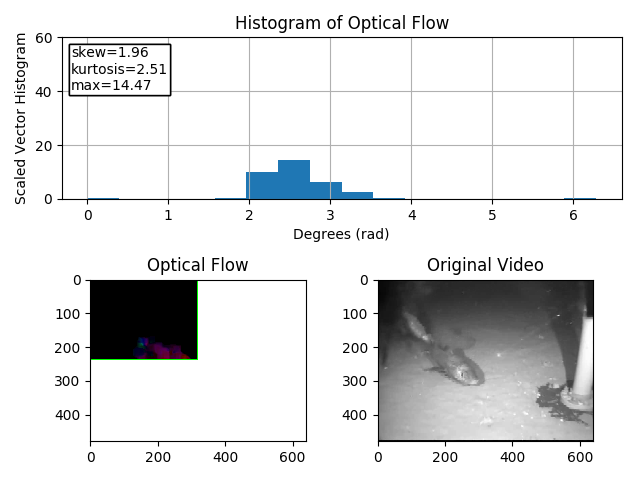 Histogram of Optical Flow
skew=1.96
kurtosis=2.51
max=14.47
Scaled Vector Histogram
60
40
20
0
0 1 2 3 4 5 6
Degrees (rad)
Optical Flow
0
100
200
300
400
0 200 400 600
Original Video
0
100
200
300
400
0 200 400 600